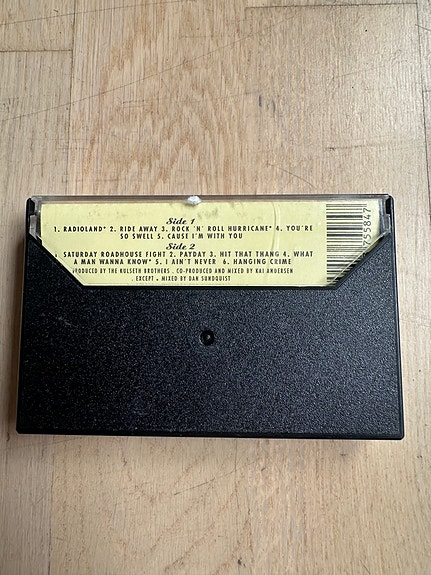 Side 1
1. RADIOLAND* 2. RIDE AWAY 3. ROCK 'N' ROLL HURRICANE* 4. YOU'RE
SO SWELL 5. CAUSE I'M WITH YOU
Side 2
. SATURDAY ROADHOUSE FIGHT 2. PAYDAY 3. HIT THAT THANG 4. WHAT
A MAN WANNA KNOW* 5. I AIN'T NEVER 6. HANGING CRIME
PRODUCED BY THE KULSETH BROTHERS . CO-PRODUCED AND MIXED BY KAI ANDERSEN
. EXCEPT * MIXED BY DAN SUNDQUIST
755847